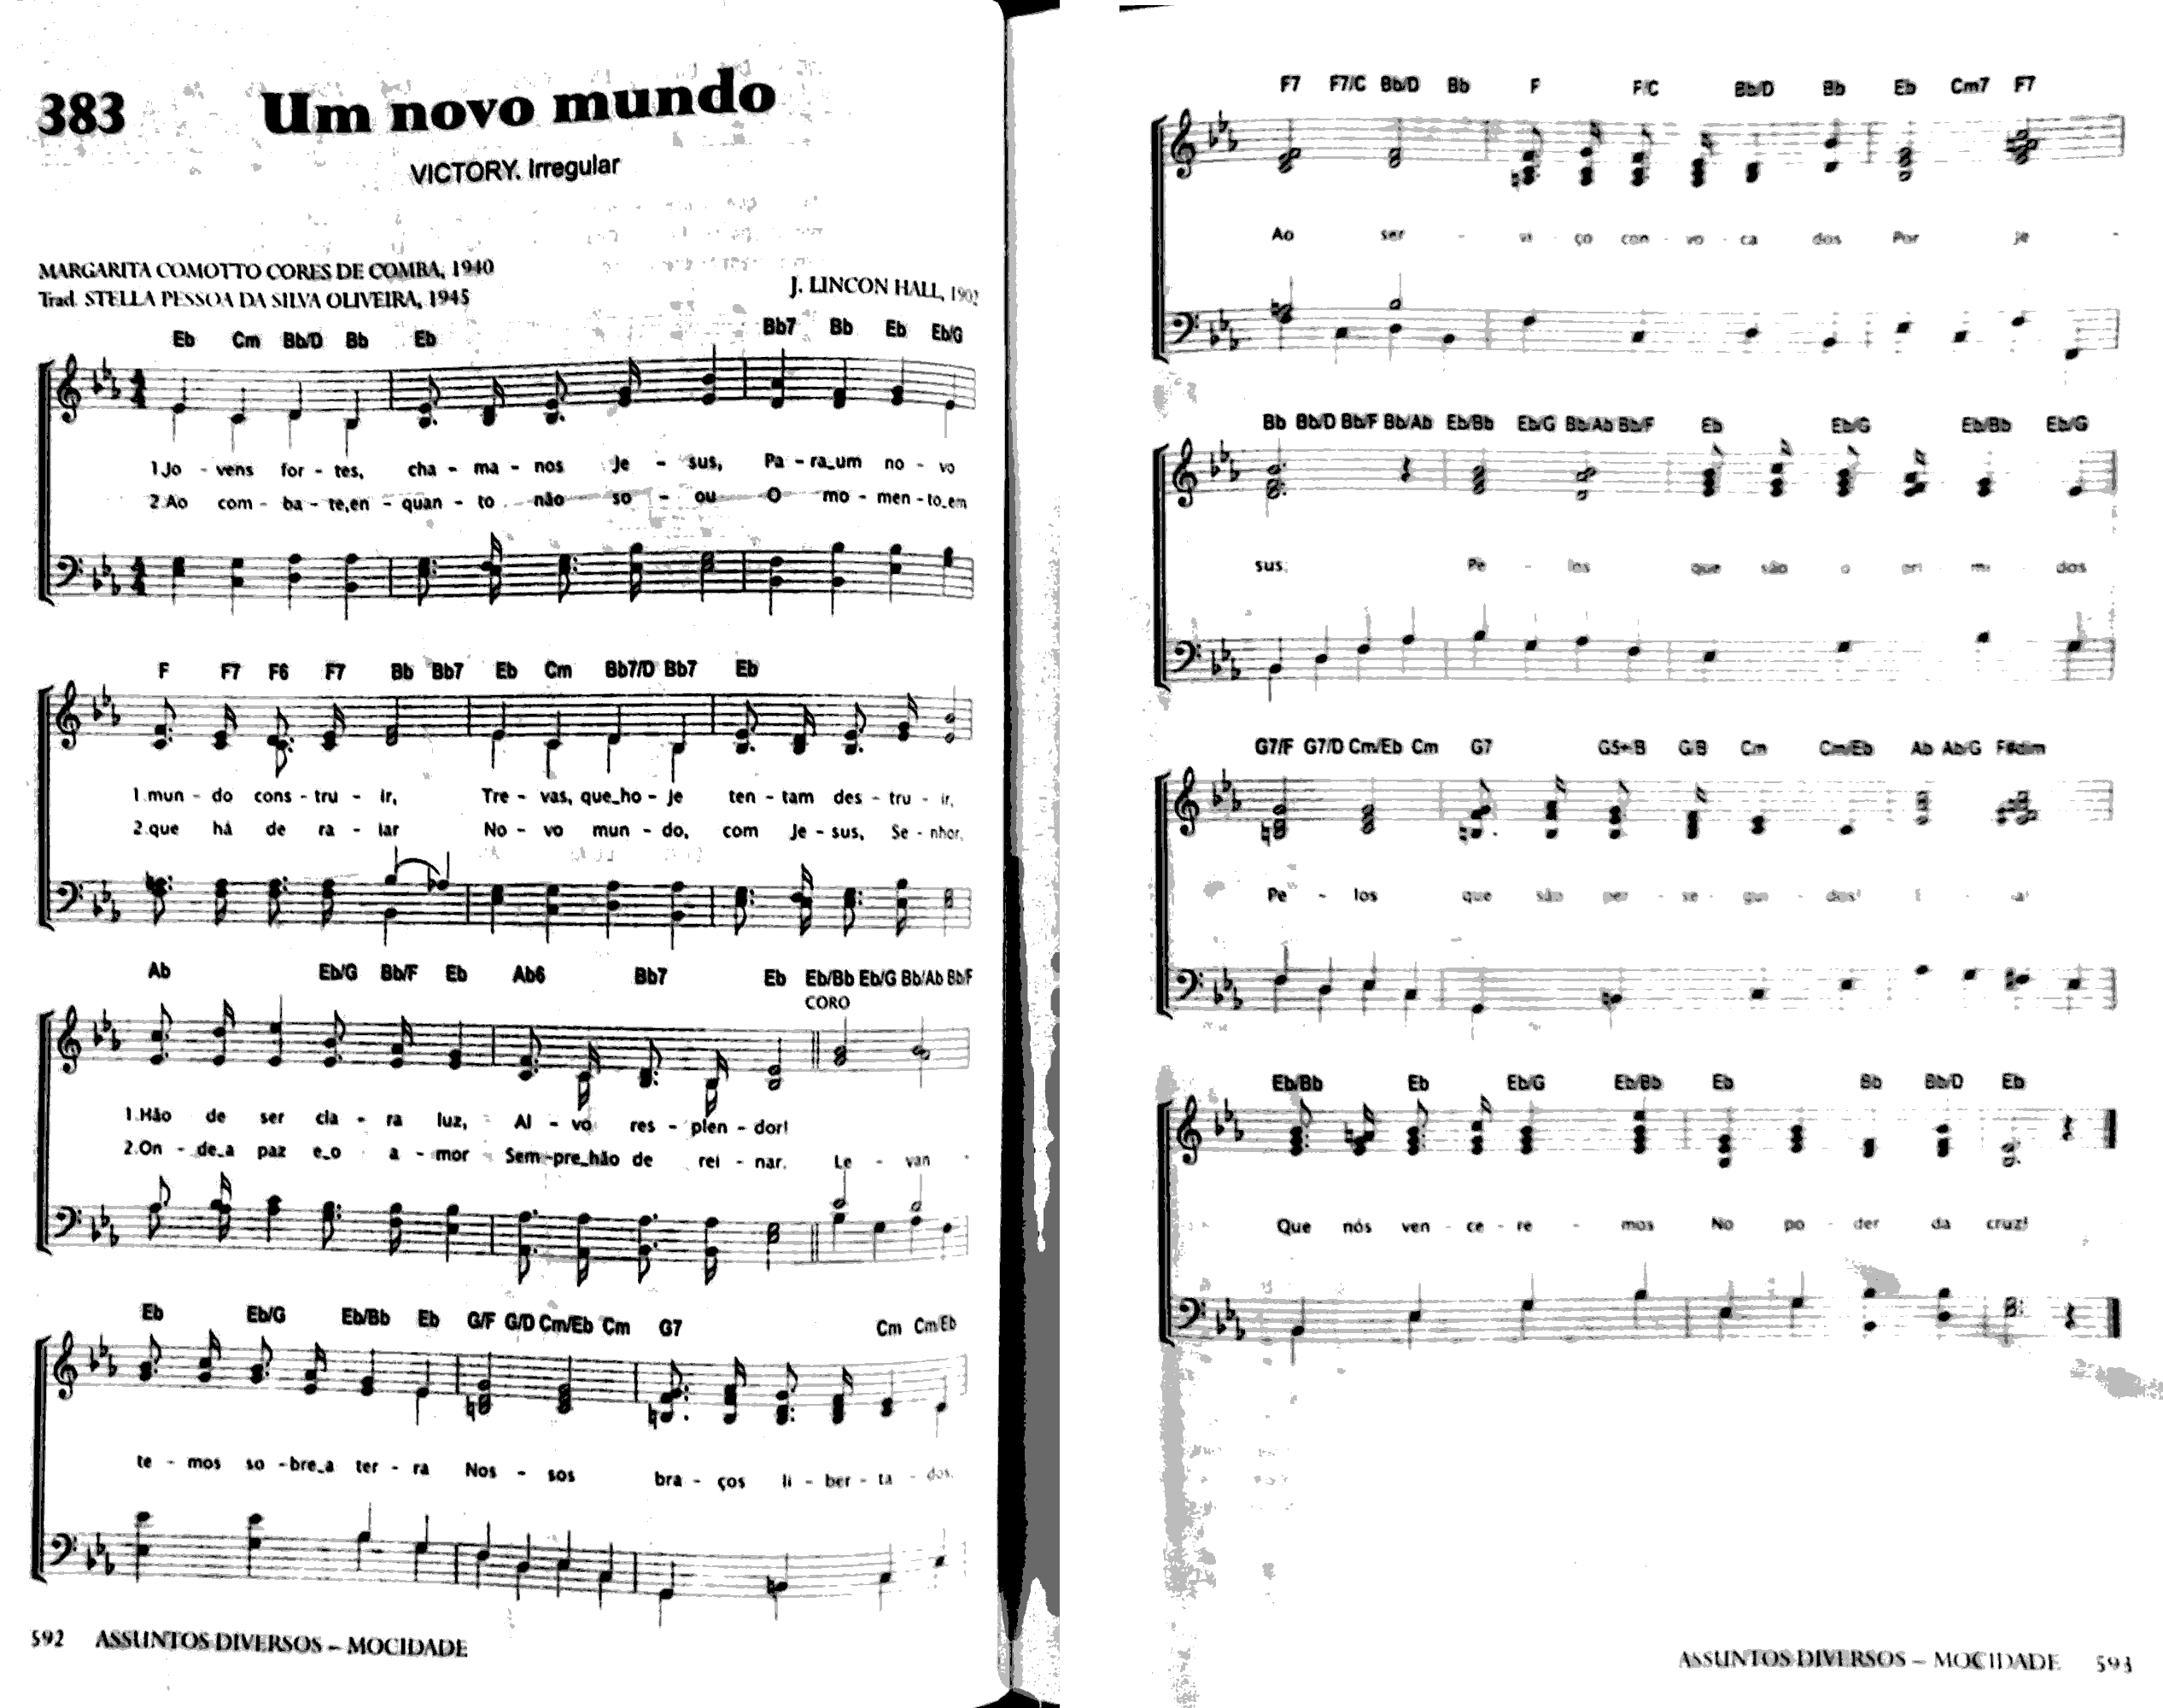 383 Um novo mundo
VICTORY. Irregular
MARGARITA COMOTTO CORES DE COMBA, 1940
Trad. STELLA PESSOA DA SILVA OLIVEIRA, 1945
J. LINCON HALL, 1902
Eb Cm Bb/D Bb Eb Bb7 Bb Eb Eb/G
1.Jo - vens for - tes, cha - ma - nos Je - sus, Pa - ra_um no - vo
2.Ao com - ba - te,en - quan - to não so - ou O mo - men - to_em
F F7 F6 F7 Bb Bb7 Eb Cm Bb7/D Bb7 Eb
1.mun - do cons - tru - ir, Tre - vas, que_ho - je ten - tam des - tru - ir,
2.que há de ra - iar No - vo mun - do, com Je - sus, Se - nhor,
Ab Eb/G Bb/F Eb Ab6 Bb7 Eb Eb/Bb Eb/G Bb/Ab Bb/F
CORO
1.Hão de ser cla - ra luz, Al - vo res - plen - dor!
2.On - de_a paz e_o a - mor Sem - pre_hão de rei - nar. Le - van -
Eb Eb/G Eb/Bb Eb G/F G/D Cm/Eb Cm G7 Cm Cm/Eb
te - mos so - bre_a ter - ra Nos - sos bra - ços li - ber - ta - dos,
592 ASSUNTOS DIVERSOS – MOCIDADE
F7 F7/C Bb/D Bb F F/C Bb/D Bb Eb Cm7 F7
Ao ser - vi - ço con - vo - ca dos Por Je -
Bb Bb/D Bb/F Bb/Ab Eb/Bb Eb/G Bb/Ab Bb/F Eb Eb/G Eb/Bb Eb/G
sus; Pe - los que são o pri mi dos
G7/F G7/D Cm/Eb Cm G7 G5+/B G/B Cm Cm/Eb Ab Ab/G F#dim
Pe - los que são per - se - gui - dos!
Eb/Bb Eb Eb/G Eb/Bb Eb Bb Bb/D Eb
Que nós ven - ce - re - mos No po - der da cruz!
ASSUNTOS DIVERSOS – MOCIDADE 593